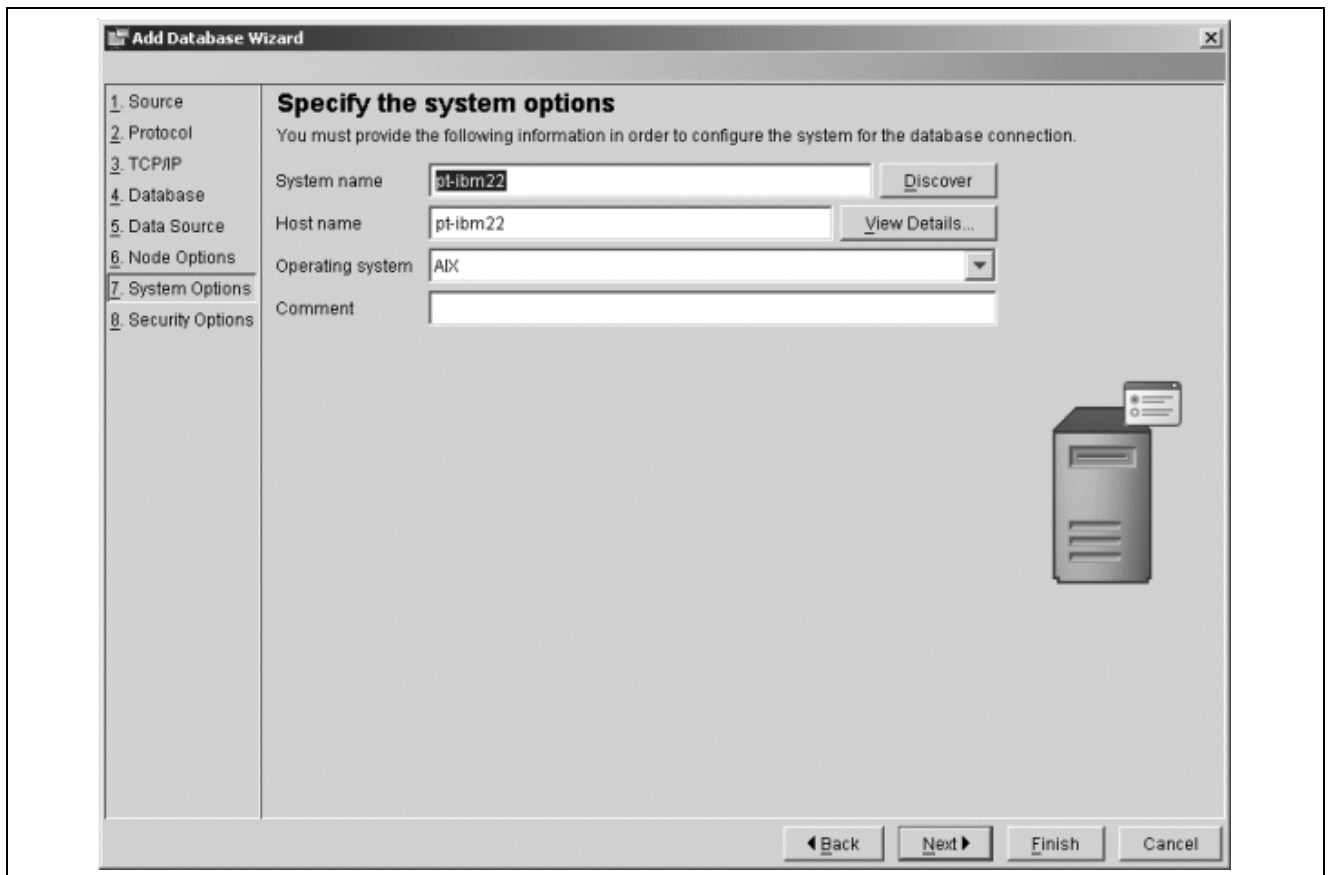 Add Database Wizard
1. Source
2. Protocol
3. TCP/IP
4. Database
5. Data Source
6. Node Options
7. System Options
8. Security Options
Specify the system options
You must provide the following information in order to configure the system for the database connection.
System name pt-ibm22 Discover
Host name pt-ibm22 View Details...
Operating system AIX
Comment
Back Next Finish Cancel